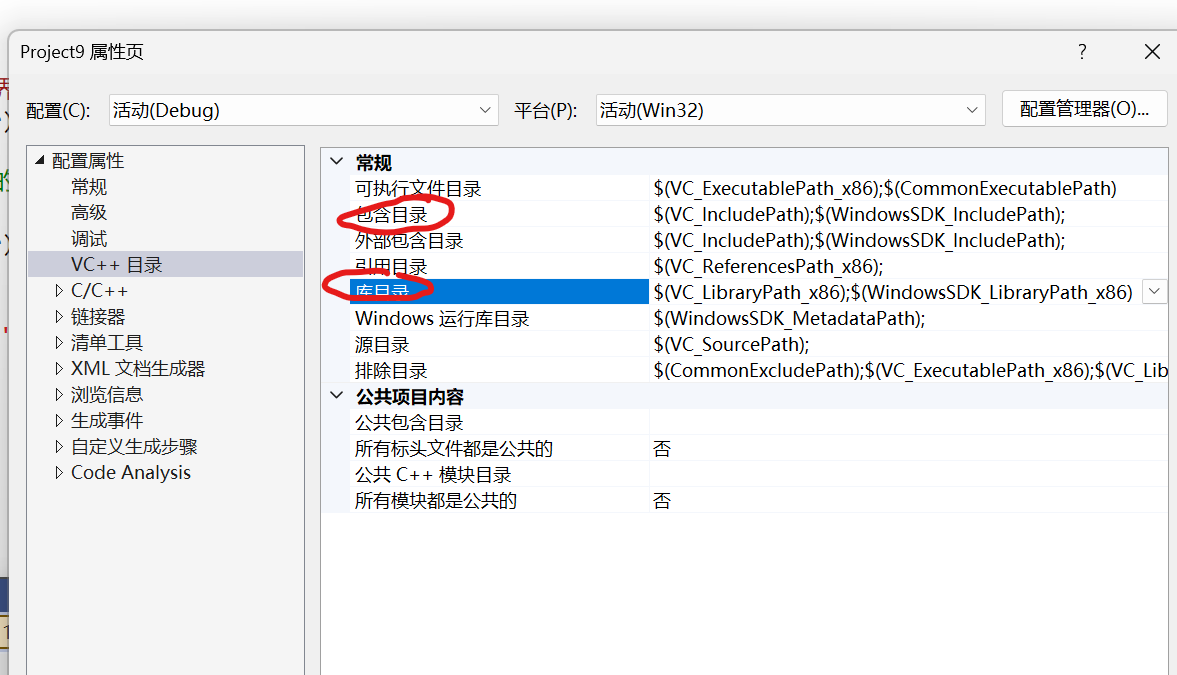 Project9 属性页
配置(C): 活动(Debug) 平台(P): 活动(Win32) 配置管理器(O)...
配置属性
常规
高级
调试
VC++ 目录
C/C++
链接器
清单工具
XML 文档生成器
浏览信息
生成事件
自定义生成步骤
Code Analysis
常规
可执行文件目录 $(VC_ExecutablePath_x86);$(CommonExecutablePath)
包含目录 $(VC_IncludePath);$(WindowsSDK_IncludePath);
外部包含目录 $(VC_IncludePath);$(WindowsSDK_IncludePath);
引用目录 $(VC_ReferencesPath_x86);
库目录 $(VC_LibraryPath_x86);$(WindowsSDK_LibraryPath_x86)
Windows 运行库目录 $(WindowsSDK_MetadataPath);
源目录 $(VC_SourcePath);
排除目录 $(CommonExcludePath);$(VC_ExecutablePath_x86);$(VC_Lib
公共项目内容
公共包含目录
所有标头文件都是公共的 否
公共 C++ 模块目录
所有模块都是公共的 否